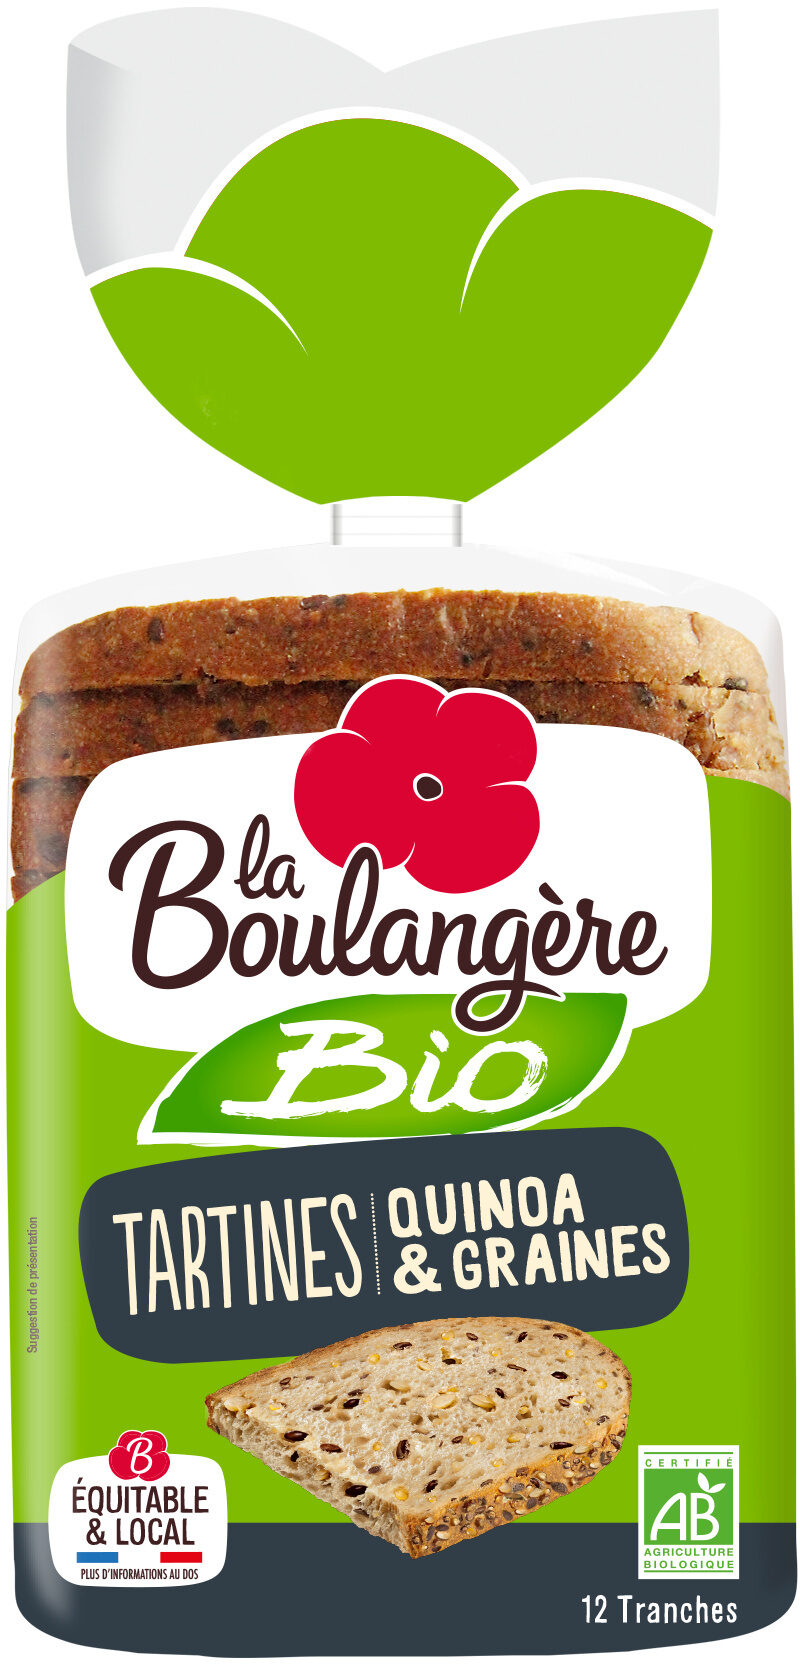 la
Boulangère
Bio
TARTINES
QUINOA
& GRAINES
Suggestion de présentation
B
ÉQUITABLE
& LOCAL
PLUS D'INFORMATIONS AU DOS
CERTIFIÉ
AB
AGRICULTURE
BIOLOGIQUE
12 Tranches